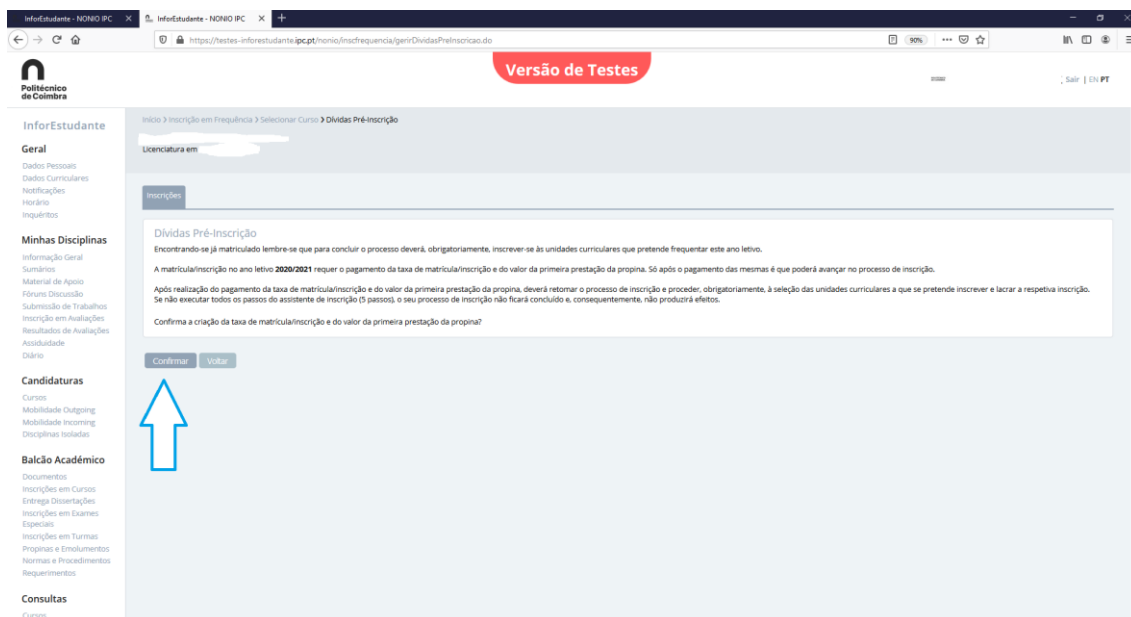 InforEstudante - NONIO IPC
InforEstudante - NONIO IPC
https://testes-inforestudante.ipc.pt/nonio/inscfrequencia/gerirDividasPreInscricao.do
90%
Versão de Testes
Politécnico
de Coimbra
Sair | EN PT
InforEstudante
Início > Inscrição em Frequência > Selecionar Curso > Dívidas Pré-Inscrição
Licenciatura em
Geral
Dados Pessoais
Dados Curriculares
Notificações
Horário
Inquéritos
Minhas Disciplinas
Informação Geral
Sumários
Material de Apoio
Fóruns Discussão
Submissão de Trabalhos
Inscrição em Avaliações
Resultados de Avaliações
Assiduidade
Diário
Candidaturas
Cursos
Mobilidade Outgoing
Mobilidade Incoming
Disciplinas Isoladas
Balcão Académico
Documentos
Inscrições em Cursos
Entrega Dissertações
Inscrições em Exames
Especiais
Inscrições em Turmas
Propinas e Emolumentos
Normas e Procedimentos
Requerimentos
Consultas
Cursos
Inscrições
Dívidas Pré-Inscrição
Encontrando-se já matriculado lembre-se que para concluir o processo deverá, obrigatoriamente, inscrever-se às unidades curriculares que pretende frequentar este ano letivo.
A matrícula/inscrição no ano letivo 2020/2021 requer o pagamento da taxa de matrícula/inscrição e do valor da primeira prestação da propina. Só após o pagamento das mesmas é que poderá avançar no processo de inscrição.
Após realização do pagamento da taxa de matrícula/inscrição e do valor da primeira prestação da propina, deverá retomar o processo de inscrição e proceder, obrigatoriamente, à seleção das unidades curriculares a que se pretende inscrever e lacrar a respetiva inscrição.
Se não executar todos os passos do assistente de inscrição (5 passos), o seu processo de inscrição não ficará concluído e, consequentemente, não produzirá efeitos.
Confirma a criação da taxa de matrícula/inscrição e do valor da primeira prestação da propina?
Confirmar
Voltar